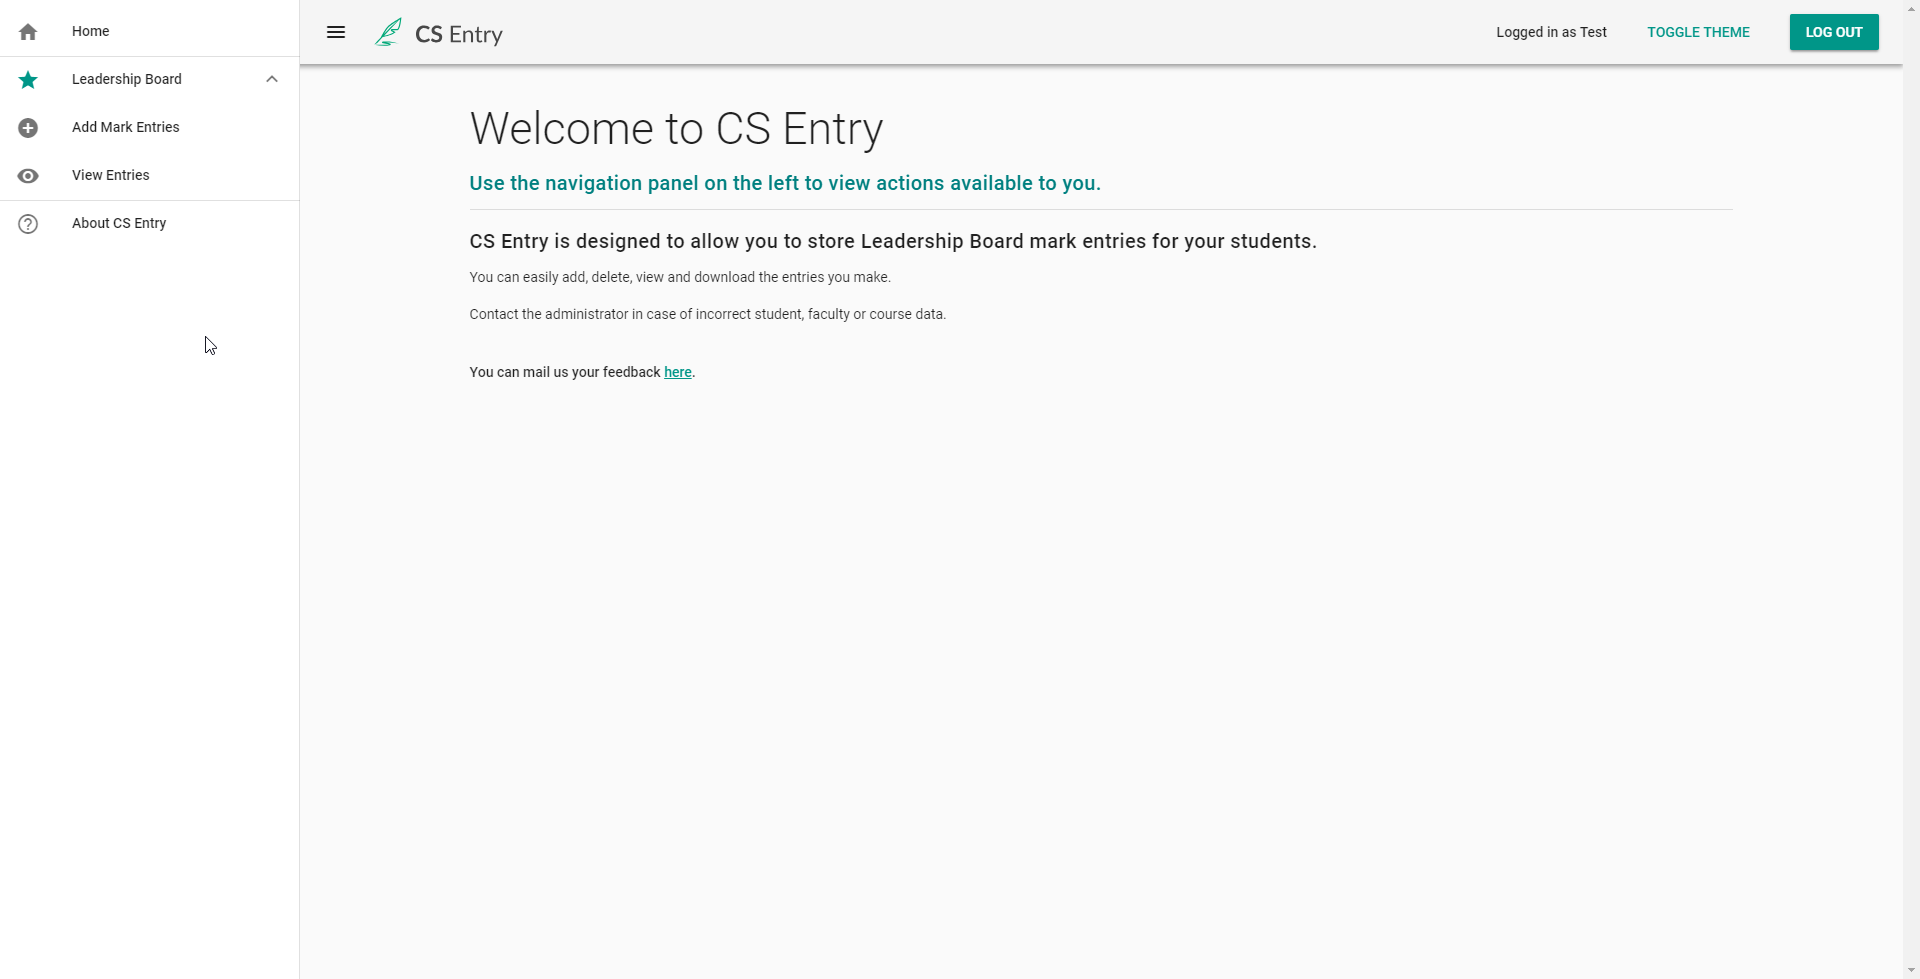 Home
Leadership Board
Add Mark Entries
View Entries
About CS Entry
CS Entry
Logged in as Test
TOGGLE THEME
LOG OUT
Welcome to CS Entry
Use the navigation panel on the left to view actions available to you.
CS Entry is designed to allow you to store Leadership Board mark entries for your students.
You can easily add, delete, view and download the entries you make.
Contact the administrator in case of incorrect student, faculty or course data.
You can mail us your feedback here.